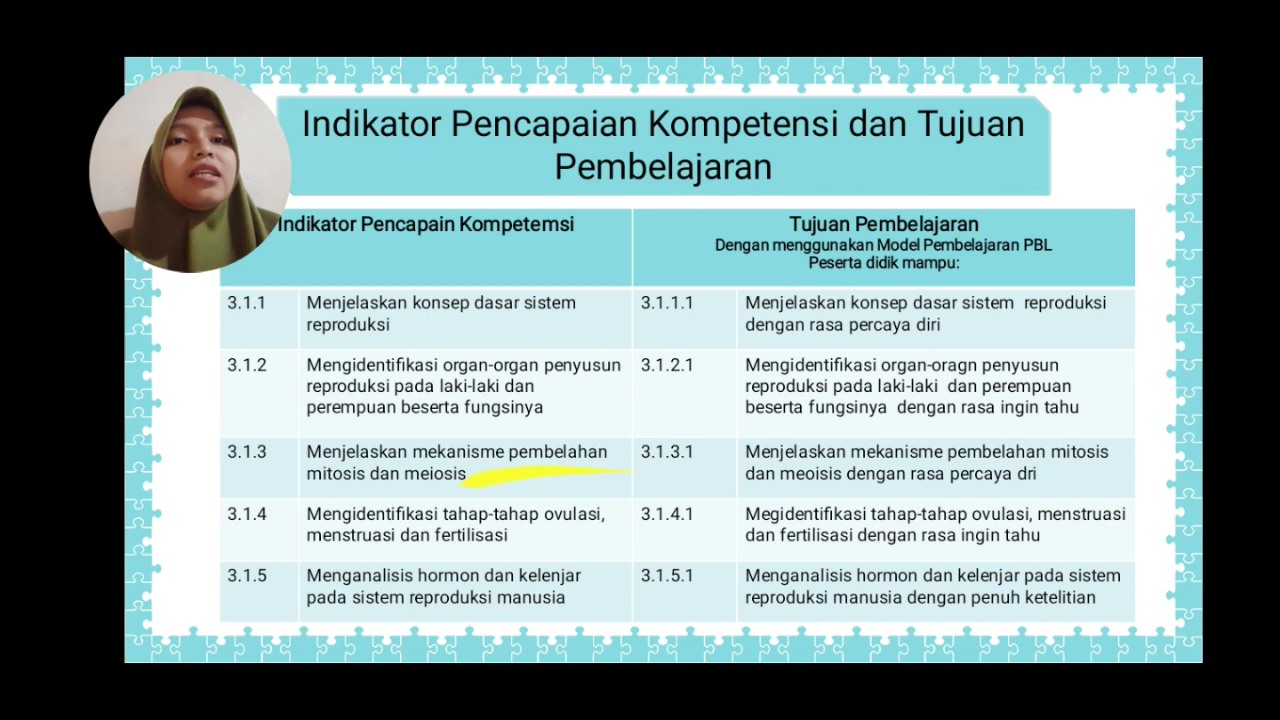 Indikator Pencapaian Kompetensi dan Tujuan
Pembelajaran
Indikator Pencapain Kompetemsi
Tujuan Pembelajaran
Dengan menggunakan Model Pembelajaran PBL
Peserta didik mampu:
3.1.1
Menjelaskan konsep dasar sistem
reproduksi
3.1.1.1
Menjelaskan konsep dasar sistem reproduksi
dengan rasa percaya diri
3.1.2
Mengidentifikasi organ-organ penyusun
reproduksi pada laki-laki dan
perempuan beserta fungsinya
3.1.2.1
Mengidentifikasi organ-oragn penyusun
reproduksi pada laki-laki dan perempuan
beserta fungsinya dengan rasa ingin tahu
3.1.3
Menjelaskan mekanisme pembelahan
mitosis dan meiosis
3.1.3.1
Menjelaskan mekanisme pembelahan mitosis
dan meoisis dengan rasa percaya dri
3.1.4
Mengidentifikasi tahap-tahap ovulasi,
menstruasi dan fertilisasi
3.1.4.1
Megidentifikasi tahap-tahap ovulasi, menstruasi
dan fertilisasi dengan rasa ingin tahu
3.1.5
Menganalisis hormon dan kelenjar
pada sistem reproduksi manusia
3.1.5.1
Menganalisis hormon dan kelenjar pada sistem
reproduksi manusia dengan penuh ketelitian